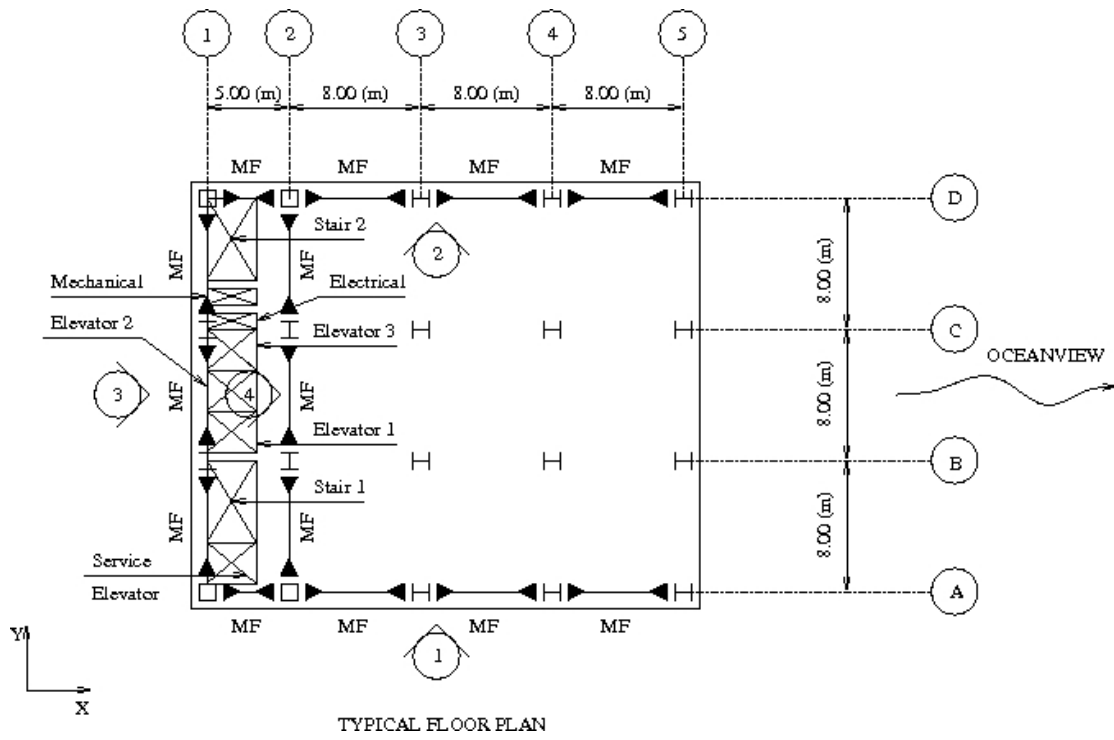 1 2 3 4 5
5.00 (m) 8.00 (m) 8.00 (m) 8.00 (m)
MF MF MF MF
D
Stair 2
MF MF
2
8.00 (m)
Mechanical
Electrical
Elevator 2
Elevator 3
C
OCEANVIEW
3 MF 4 MF
8.00 (m)
Elevator 1
B
Stair 1
MF MF
8.00 (m)
Service
Elevator
A
MF MF MF MF
1
Y
X
TYPICAL FLOOR PLAN